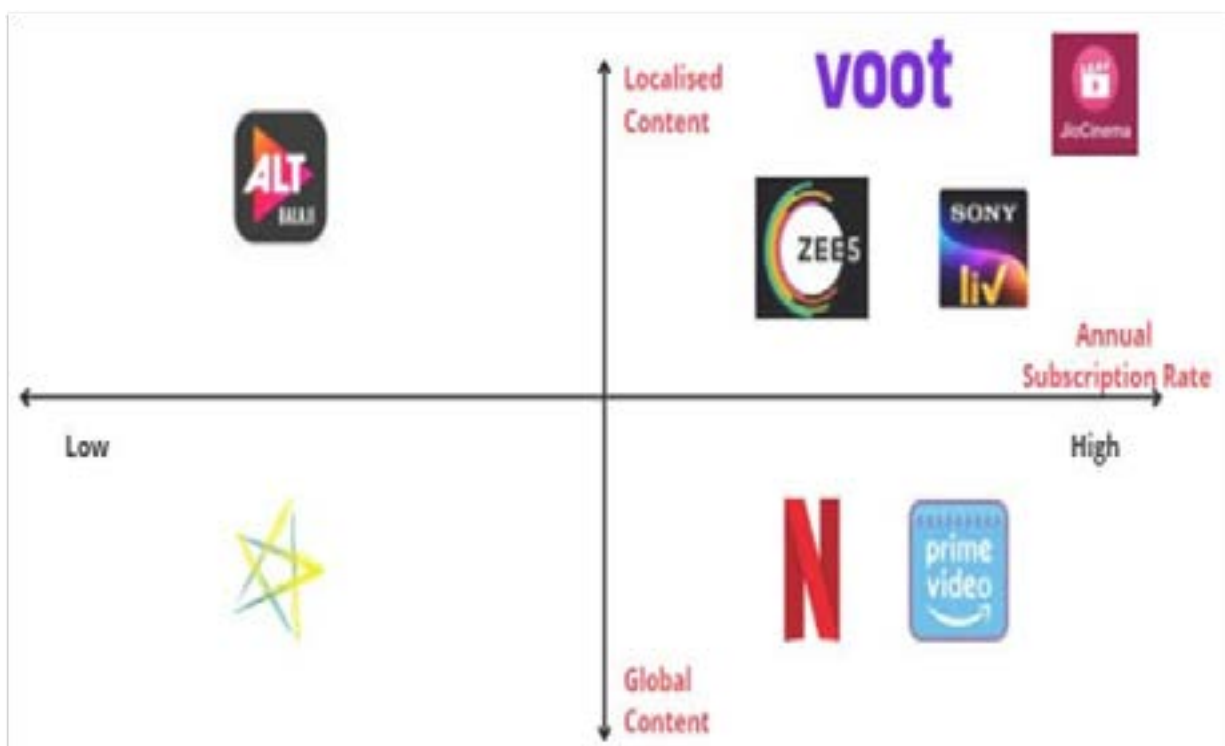 Localised
Content
voot
JioCinema
ALT
BALAJI
ZEE5
SONY
liv
Annual
Subscription Rate
Low
High
N
prime
video
Global
Content